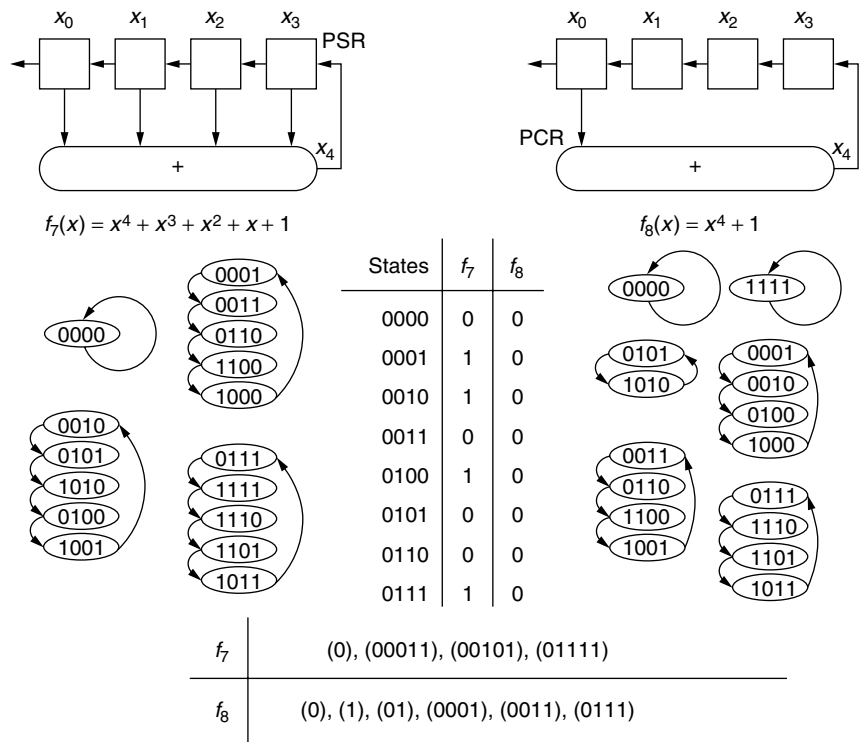 x0 x1 x2 x3
PSR
x4
+
f7(x) = x^4 + x^3 + x^2 + x + 1
x0 x1 x2 x3
PCR
x4
+
f8(x) = x^4 + 1
0000
0001
0011
0110
1100
1000
0010
0101
1010
0100
1001
0111
1111
1110
1101
1011
States f7 f8
0000 0 0
0001 1 0
0010 1 0
0011 0 0
0100 1 0
0101 0 0
0110 0 0
0111 1 0
0000
1111
0101
1010
0001
0010
0100
1000
0011
0110
1100
1001
0111
1110
1101
1011
f7 (0), (00011), (00101), (01111)
f8 (0), (1), (01), (0001), (0011), (0111)